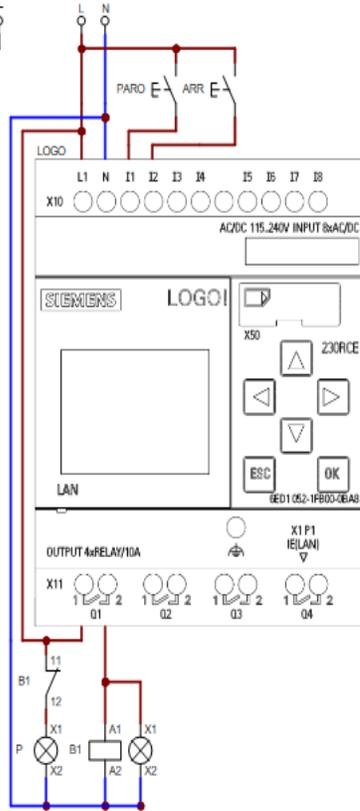 L N
PARO ARR
LOGO
L1 N I1 I2 I3 I4 I5 I6 I7 I8
X10
AC/DC 115..240V INPUT 8xAC/DC
SIEMENS LOGO!
X50
230RCE
ESC OK
LAN
6ED1 052-1FB00-0BA8
X1 P1
OUTPUT 4xRELAY/10A IE(LAN)
X11
1 2 1 2 1 2 1 2
Q1 Q2 Q3 Q4
11
B1
12
X1 A1 X1
P B1
X2 A2 X2